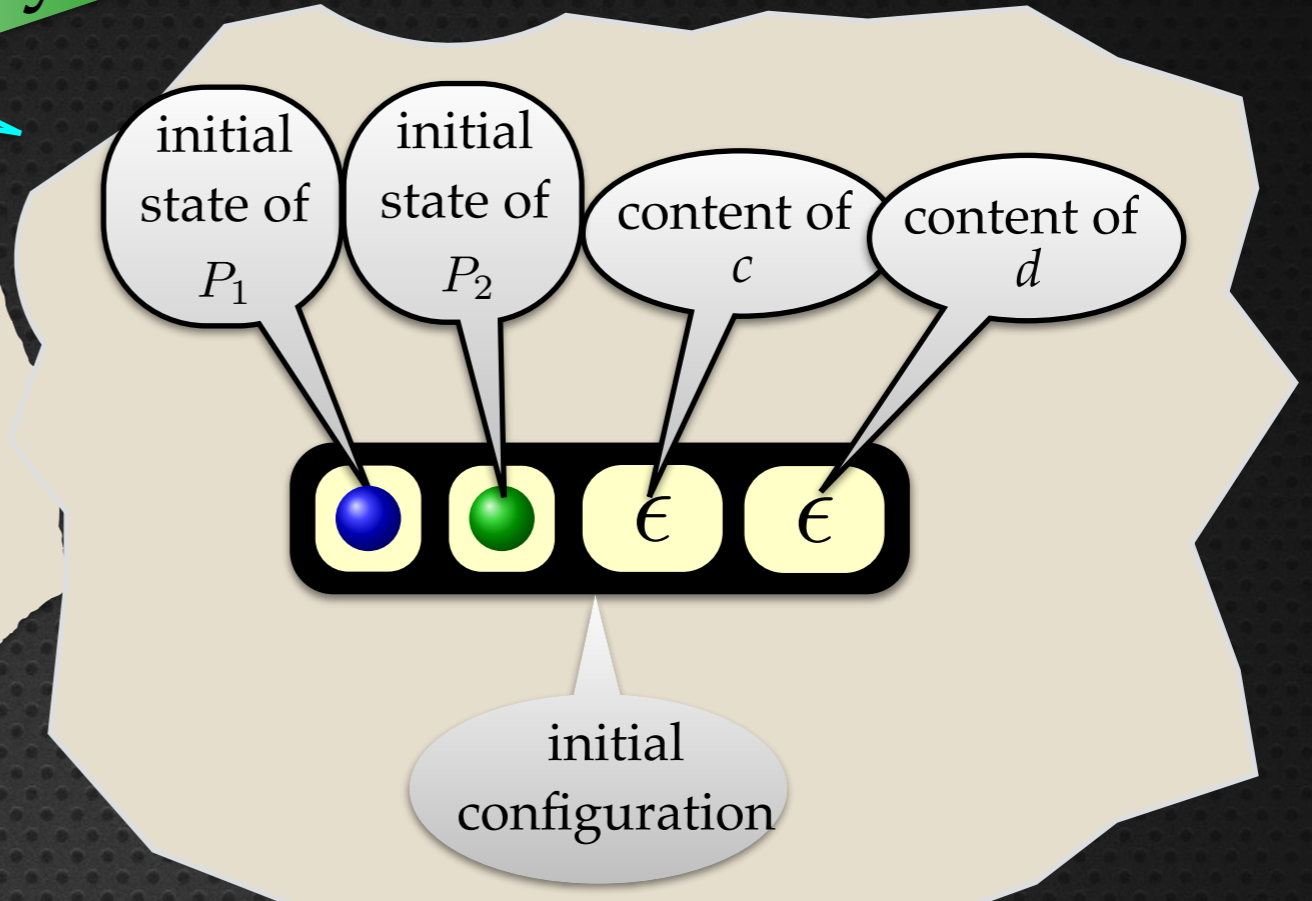 initial
state of
P₁
initial
state of
P₂
content of
c
content of
d
ϵ
ϵ
initial
configuration